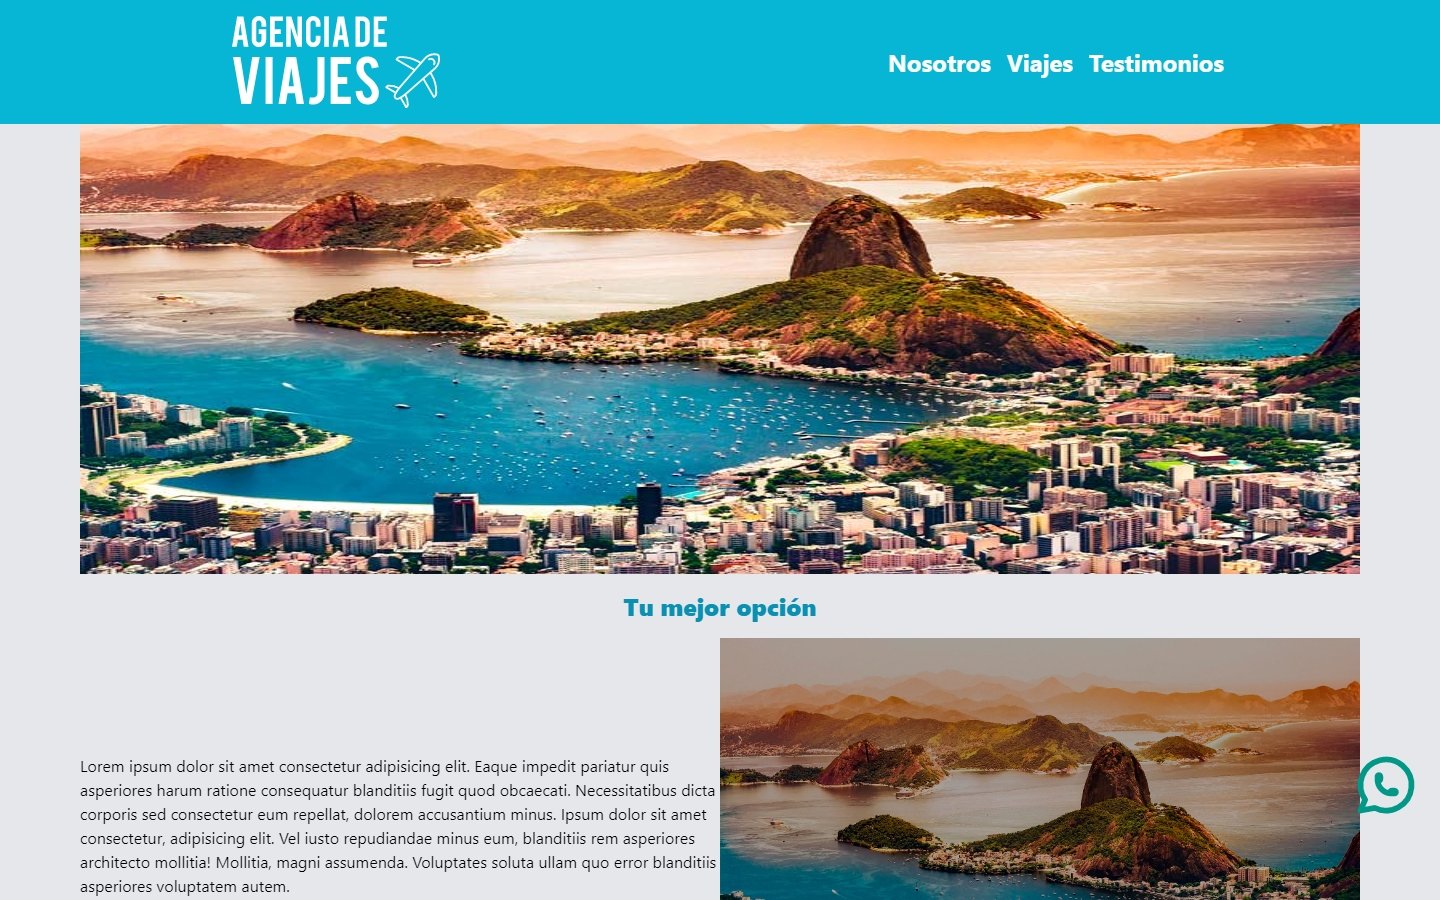 AGENCIA DE
VIAJES
Nosotros Viajes Testimonios
Tu mejor opción
Lorem ipsum dolor sit amet consectetur adipisicing elit. Eaque impedit pariatur quis
asperiores harum ratione consequatur blanditiis fugit quod obcaecati. Necessitatibus dicta
corporis sed consectetur eum repellat, dolorem accusantium minus. Ipsum dolor sit amet
consectetur, adipisicing elit. Vel iusto repudiandae minus eum, blanditiis rem asperiores
architecto mollitia! Mollitia, magni assumenda. Voluptates soluta ullam quo error blanditiis
asperiores voluptatem autem.